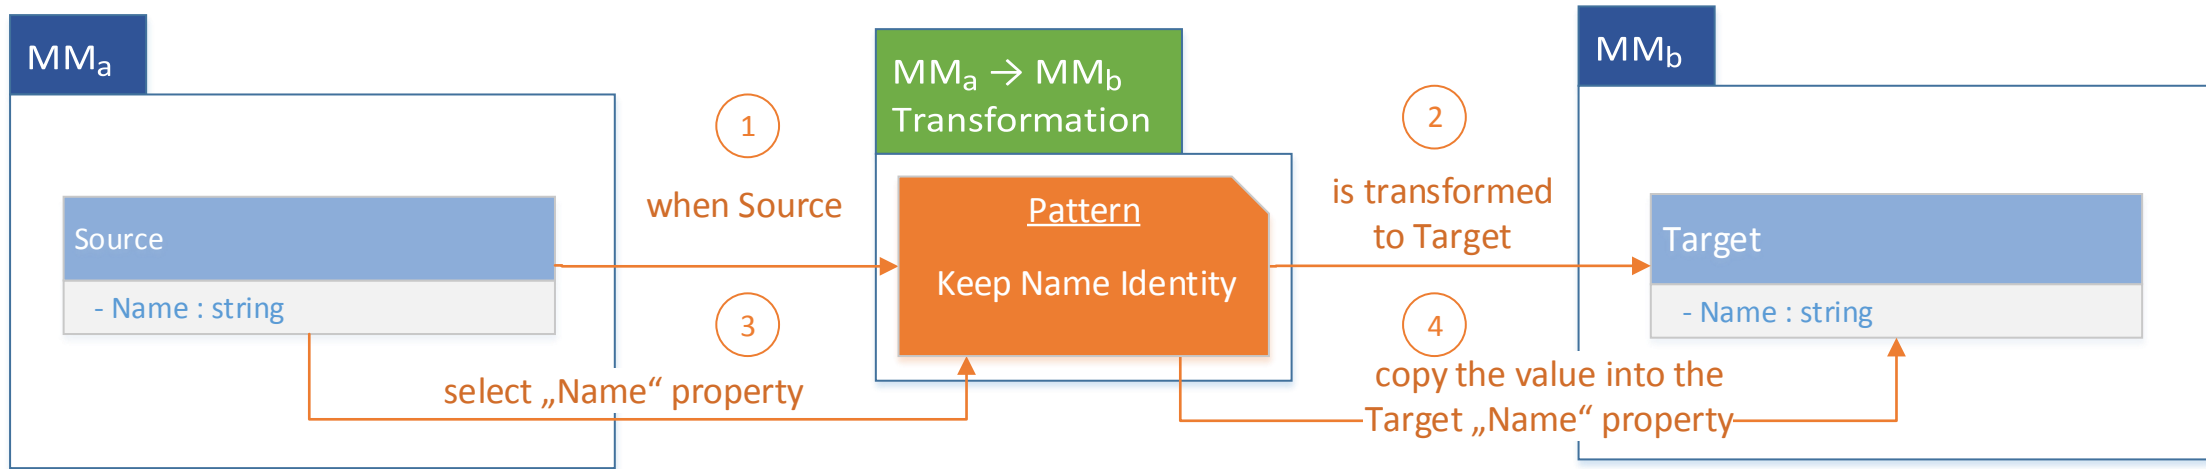 MMa
Source
- Name : string
1
when Source
3
select „Name“ property
MMa → MMb
Transformation
Pattern
Keep Name Identity
2
is transformed
to Target
4
copy the value into the
Target „Name“ property
MMb
Target
- Name : string